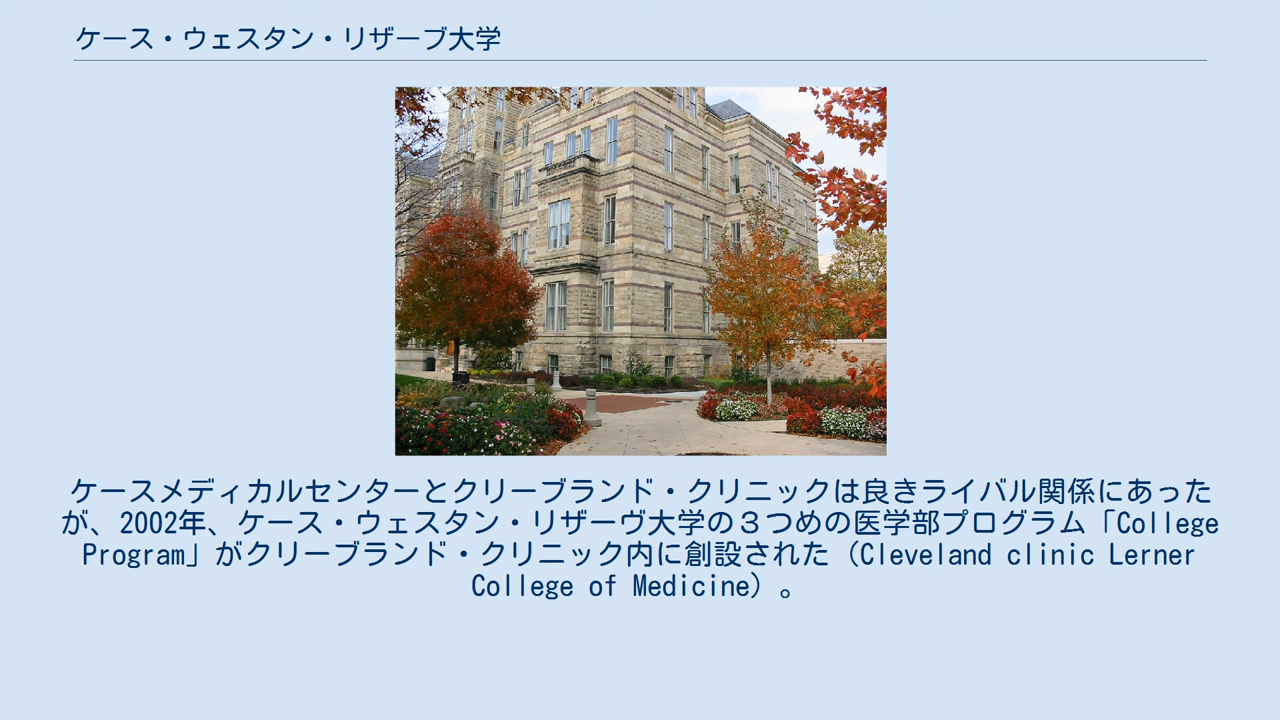 ケース・ウェスタン・リザーブ大学
ケースメディカルセンターとクリーブランド・クリニックは良きライバル関係にあった
が、2002年、ケース・ウェスタン・リザーヴ大学の３つめの医学部プログラム「College
Program」がクリーブランド・クリニック内に創設された（Cleveland clinic Lerner
College of Medicine）。